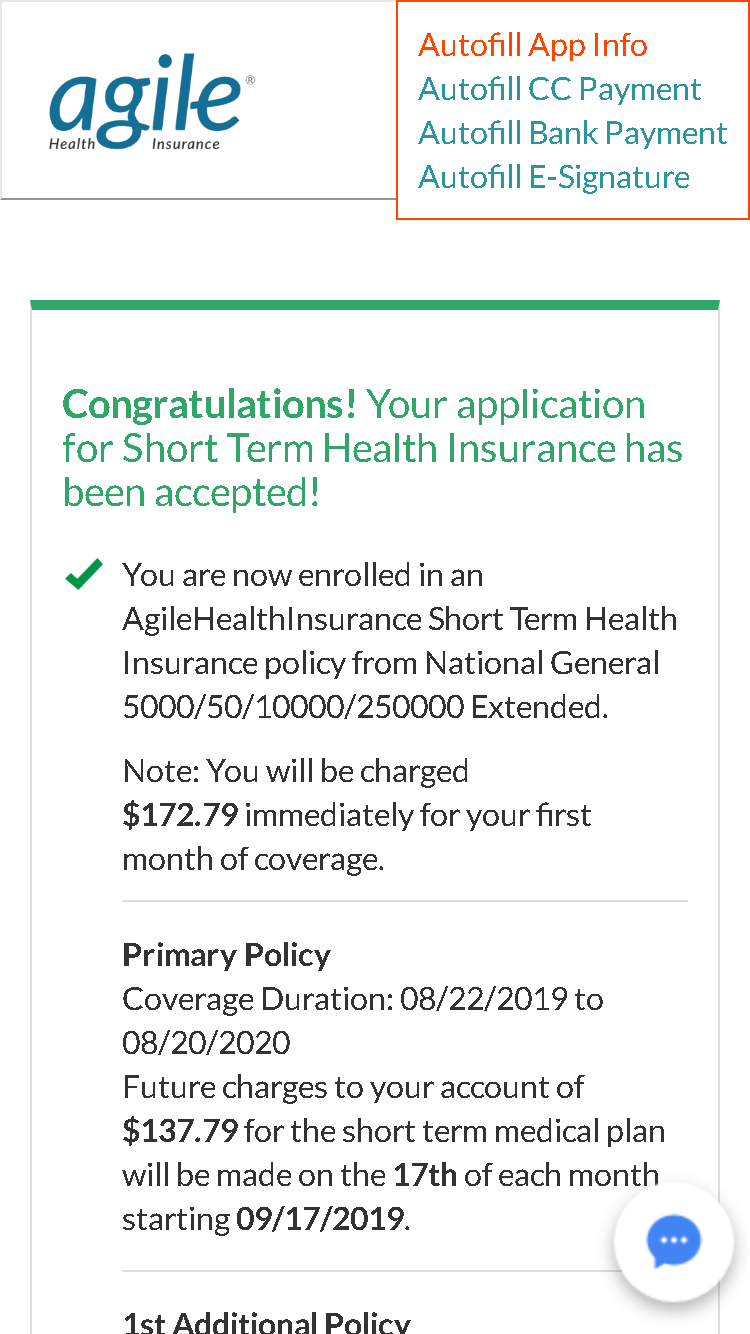 agile®
Health Insurance
Autofill App Info
Autofill CC Payment
Autofill Bank Payment
Autofill E-Signature
Congratulations! Your application
for Short Term Health Insurance has
been accepted!
You are now enrolled in an
AgileHealthInsurance Short Term Health
Insurance policy from National General
5000/50/10000/250000 Extended.
Note: You will be charged
$172.79 immediately for your first
month of coverage.
Primary Policy
Coverage Duration: 08/22/2019 to
08/20/2020
Future charges to your account of
$137.79 for the short term medical plan
will be made on the 17th of each month
starting 09/17/2019.
1st Additional Policy